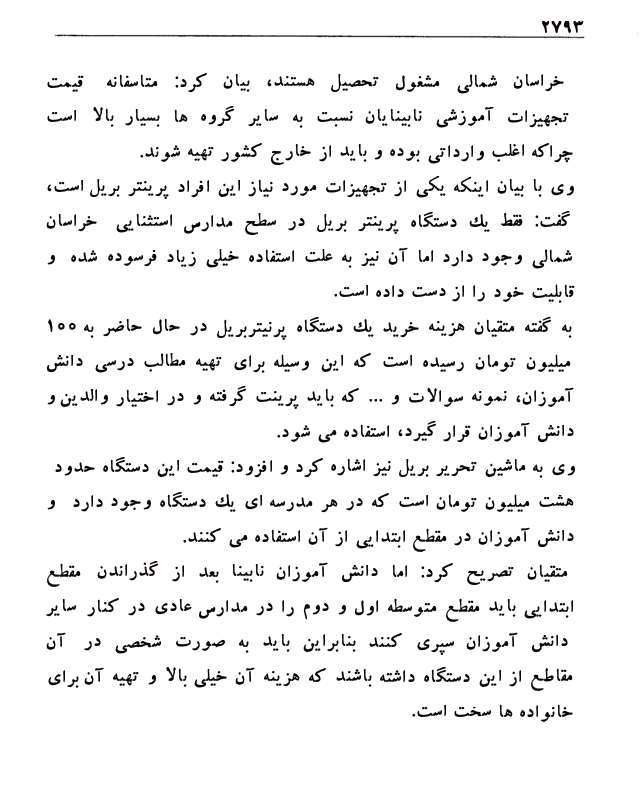 ۲۷۹۳
خراسان شمالی مشغول تحصیل هستند، بیان کرد: متاسفانه قیمت
تجهیزات آموزشی نابینایان نسبت به سایر گروه ها بسیار بالا است
چراکه اغلب وارداتی بوده و باید از خارج کشور تهیه شوند.
وی با بیان اینکه یکی از تجهیزات مورد نیاز این افراد پرینتر بریل است،
گفت: فقط یك دستگاه پرینتر بریل در سطح مدارس استثنایی خراسان
شمالی وجود دارد اما آن نیز به علت استفاده خیلی زیاد فرسوده شده و
قابلیت خود را از دست داده است.
به گفته متقیان هزینه خرید یك دستگاه پرنیتربریل در حال حاضر به ۱۰۰
میلیون تومان رسیده است که این وسیله برای تهیه مطالب درسی دانش
آموزان، نمونه سوالات و ... که باید پرینت گرفته و در اختیار والدین و
دانش آموزان قرار گیرد، استفاده می شود.
وی به ماشین تحریر بریل نیز اشاره کرد و افزود: قیمت این دستگاه حدود
هشت میلیون تومان است که در هر مدرسه ای یك دستگاه وجود دارد و
دانش آموزان در مقطع ابتدایی از آن استفاده می کنند.
متقیان تصریح کرد: اما دانش آموزان نابینا بعد از گذراندن مقطع
ابتدایی باید مقطع متوسطه اول و دوم را در مدارس عادی در کنار سایر
دانش آموزان سپری کنند بنابراین باید به صورت شخصی در آن
مقاطع از این دستگاه داشته باشند که هزینه آن خیلی بالا و تهیه آن برای
خانواده ها سخت است.